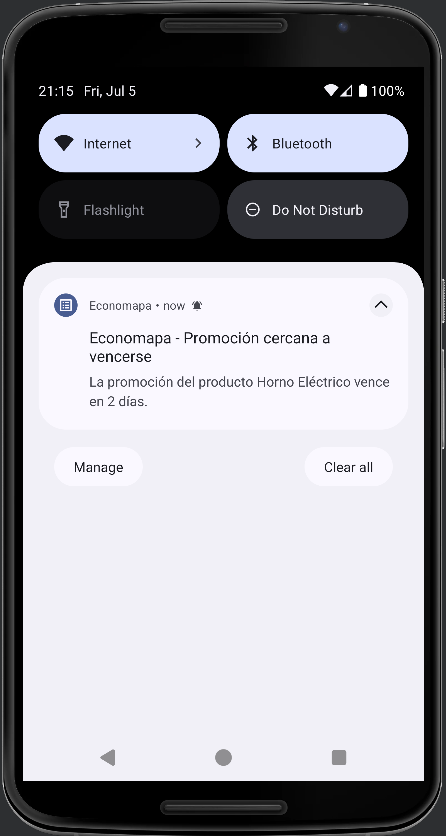 21:15 Fri, Jul 5 100%
Internet Bluetooth
Flashlight Do Not Disturb
Economapa • now
Economapa - Promoción cercana a
vencerse
La promoción del producto Horno Eléctrico vence
en 2 días.
Manage Clear all